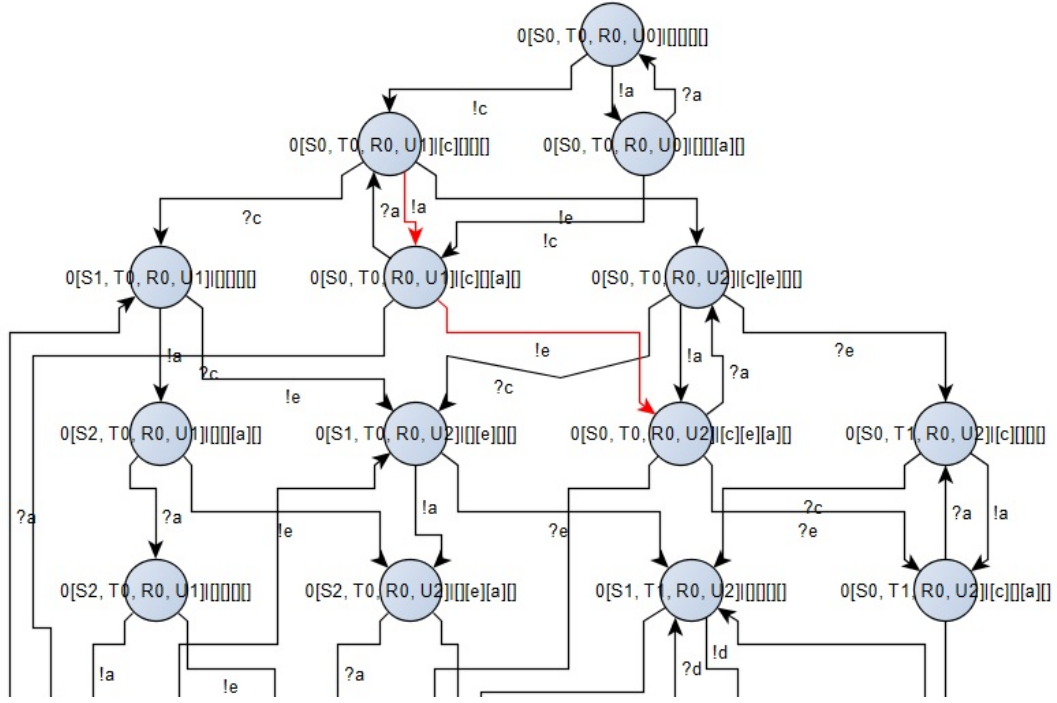 0[S0, T0, R0, U0]|[][][][]
!c
!a
?a
0[S0, T0, R0, U1]|[c][][][]
0[S0, T0, R0, U0]|[][][a][]
?c
?a
!a
!e
!c
0[S1, T0, R0, U1]|[][][][]
0[S0, T0, R0, U1]|[c][][a][]
0[S0, T0, R0, U2]|[c][e][][]
!a
?c
!e
!e
?c
!a
?a
?e
0[S2, T0, R0, U1]|[][][a][]
0[S1, T0, R0, U2]|[][e][][]
0[S0, T0, R0, U2]|[c][e][a][]
0[S0, T1, R0, U2]|[c][][][]
?a
?a
!e
!a
?e
?c
?e
?a
!a
0[S2, T0, R0, U1]|[][][][]
0[S2, T0, R0, U2]|[][e][a][]
0[S1, T1, R0, U2]|[][][][]
0[S0, T1, R0, U2]|[c][][a][]
!a
!e
?a
?d
!d